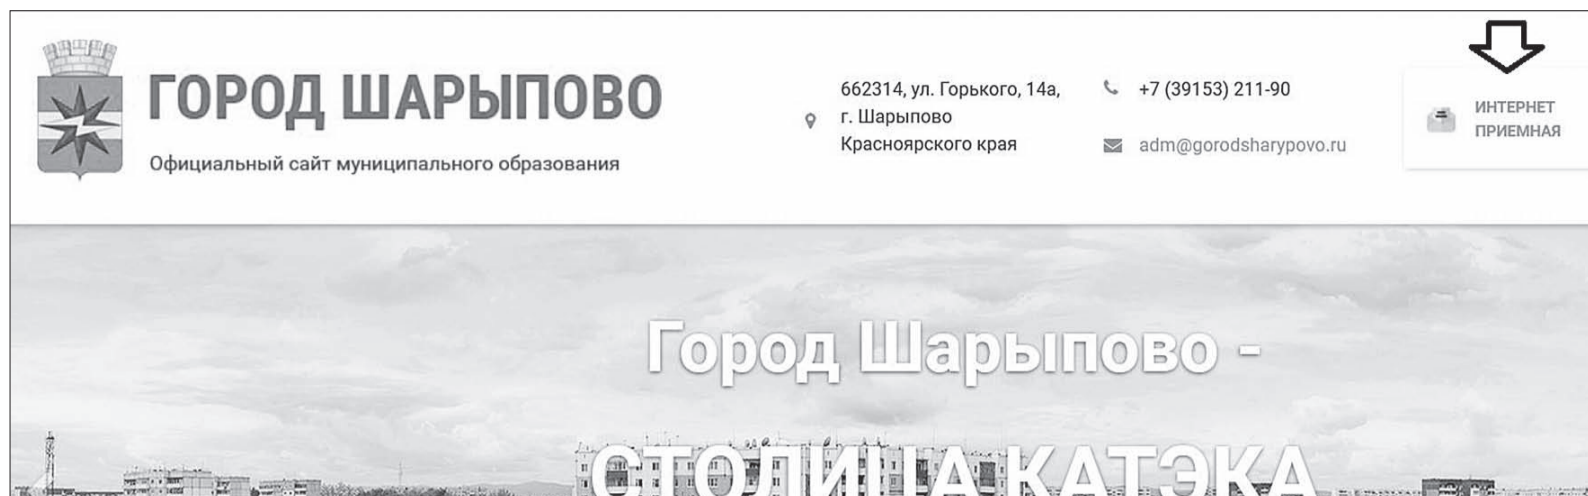 ГОРОД ШАРЫПОВО
Официальный сайт муниципального образования
662314, ул. Горького, 14а,
г. Шарыпово
Красноярского края
+7 (39153) 211-90
adm@gorodsharypovo.ru
ИНТЕРНЕТ
ПРИЕМНАЯ
Город Шарыпово -
СТОЛИЦА КАТЭКА